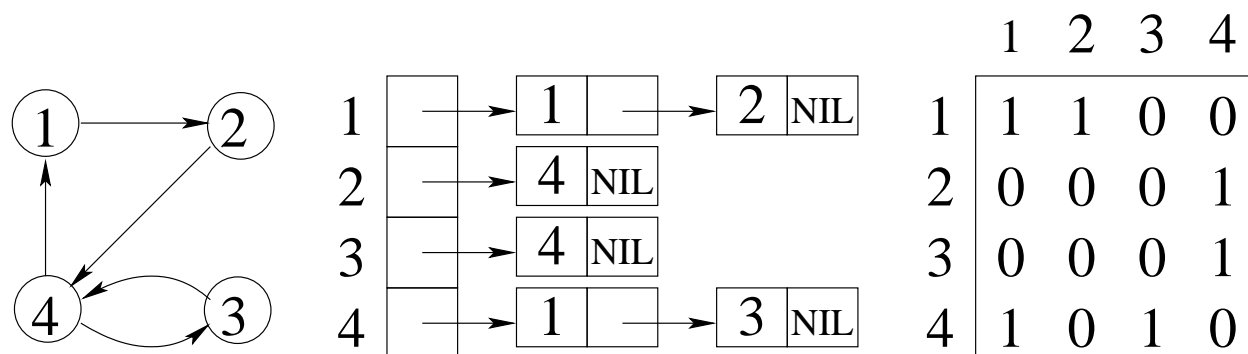 1 2
4 3
1 1 2 NIL
2 4 NIL
3 4 NIL
4 1 3 NIL
1 2 3 4
1 1 1 0 0
2 0 0 0 1
3 0 0 0 1
4 1 0 1 0